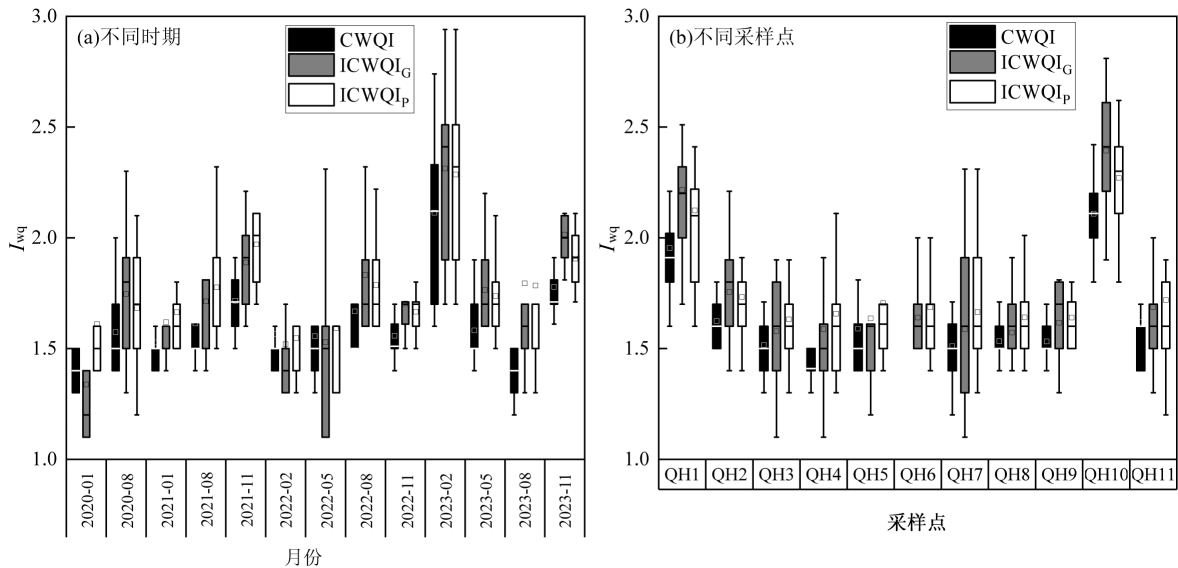 (a)不同时期
CWQI
ICWQI_G
ICWQI_P
I_wq
3.0
2.5
2.0
1.5
1.0
2020-01
2020-08
2021-01
2021-08
2021-11
2022-02
2022-05
2022-08
2022-11
2023-02
2023-05
2023-08
2023-11
月份
(b)不同采样点
CWQI
ICWQI_G
ICWQI_P
I_wq
3.0
2.5
2.0
1.5
1.0
QH1 QH2 QH3 QH4 QH5 QH6 QH7 QH8 QH9 QH10 QH11
采样点